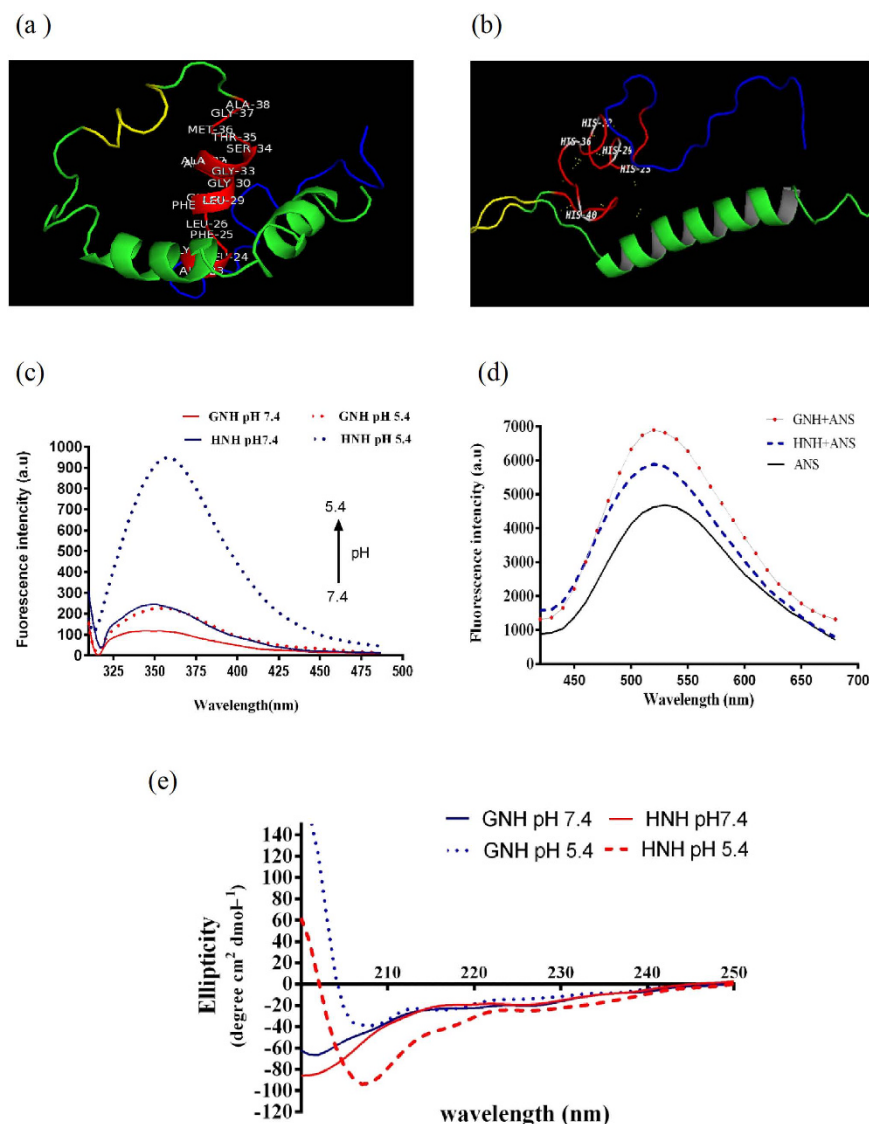 (a )
(b)
ALA-38
GLY-37
MET-36
THR-35
SER-34
GLY-33
GLY 30
LEU-29
PHE
LEU-26
PHE-25
HIS-36
HIS-40
(c)
GNH pH 7.4
GNH pH 5.4
HNH pH7.4
HNH pH 5.4
Fuorescence intencity (a.u)
1000
900
800
700
600
500
400
300
200
100
0
5.4
pH
7.4
325 350 375 400 425 450 475 500
Wavelength(nm)
(d)
GNH+ANS
HNH+ANS
ANS
Fluorescence intencity (a.u)
7000
6000
5000
4000
3000
2000
1000
0
450 500 550 600 650 700
Wavelength (nm)
(e)
GNH pH 7.4
HNH pH7.4
GNH pH 5.4
HNH pH 5.4
Ellipticity
(degree cm² dmol⁻¹)
140
120
100
80
60
40
20
0
-20
-40
-60
-80
-100
-120
210 220 230 240 250
wavelength (nm)